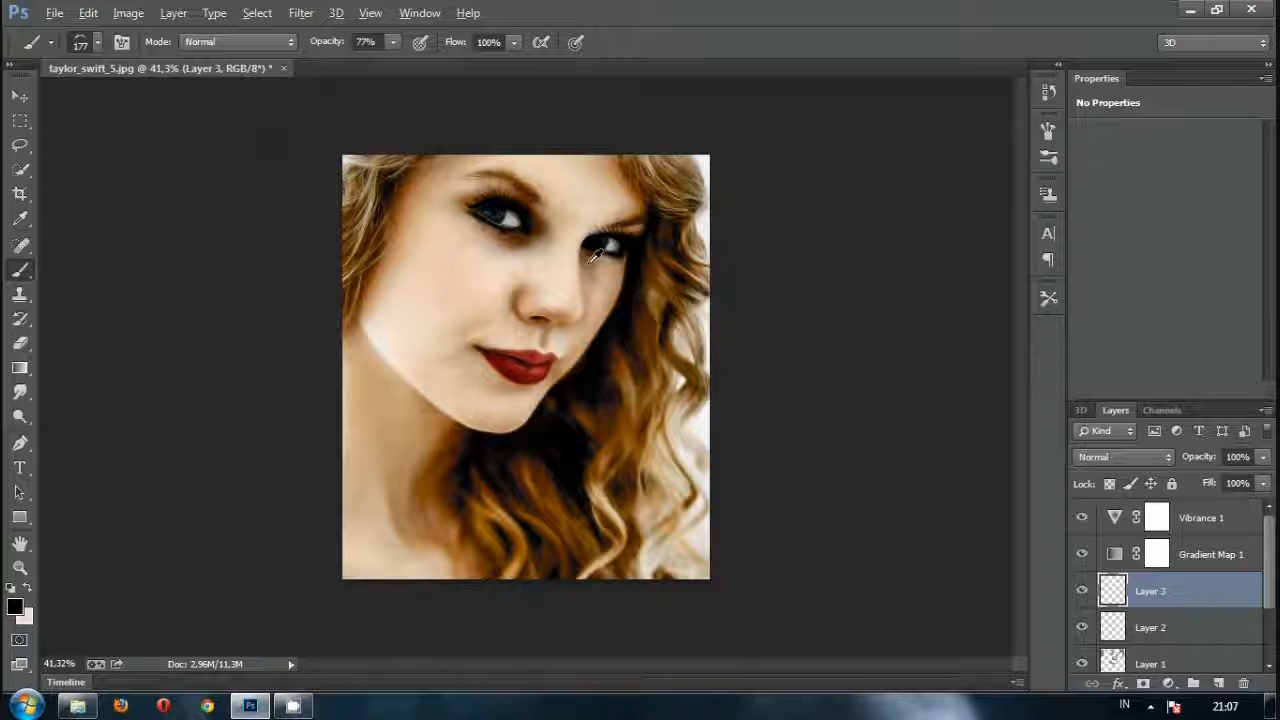 Ps File Edit Image Layer Type Select Filter 3D View Window Help
177 Mode: Normal Opacity: 77% Flow: 100% 3D
taylor_swift_5.jpg @ 41,3% (Layer 3, RGB/8*) * ×
Properties
No Properties
3D Layers Channels
Kind
Normal Opacity: 100%
Lock: Fill: 100%
Vibrance 1
Gradient Map 1
Layer 3
Layer 2
Layer 1
41,32% Doc: 2,96M/11,3M
Timeline
Ps IN 21:07